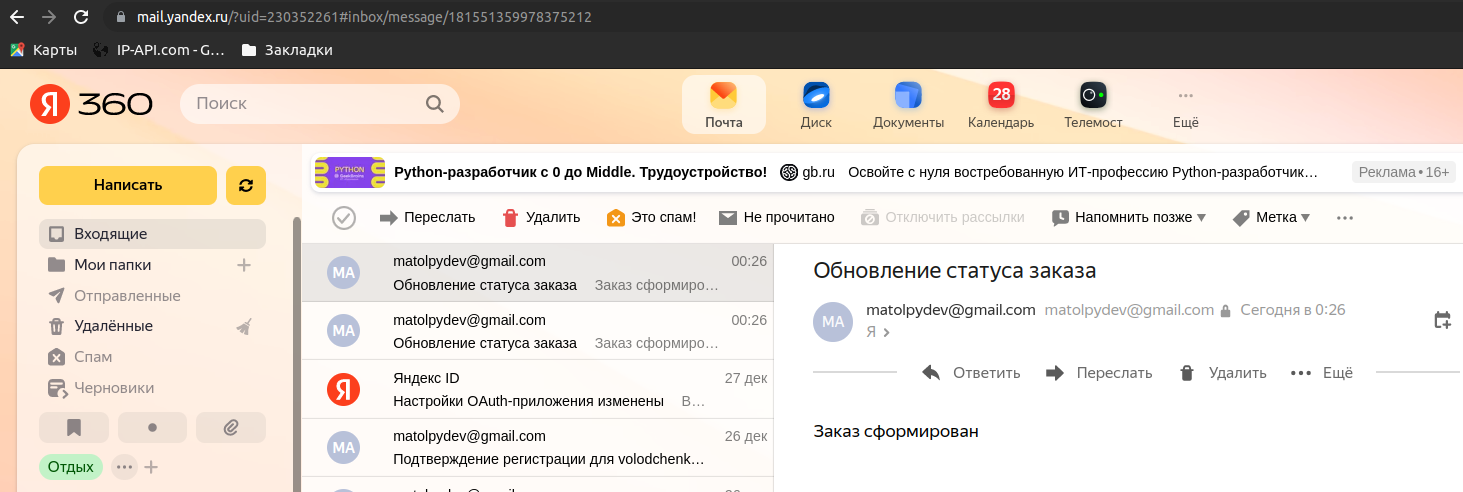 mail.yandex.ru/?uid=230352261#inbox/message/181551359978375212
Карты IP-API.com - G… Закладки
Я 360 Поиск
28
Почта Диск Документы Календарь Телемост Ещё
Написать
PYTHON
Python-разработчик с 0 до Middle. Трудоустройство! gb.ru Освойте с нуля востребованную ИТ-профессию Python-разработчик… Реклама • 16+
Переслать Удалить Это спам! Не прочитано Отключить рассылки Напомнить позже Метка
Входящие
Мои папки
Отправленные
Удалённые
Спам
Черновики
Отдых
MA matolpydev@gmail.com 00:26
Обновление статуса заказа Заказ сформиро…
MA matolpydev@gmail.com 00:26
Обновление статуса заказа Заказ сформиро…
Я Яндекс ID 27 дек
Настройки OAuth-приложения изменены В…
MA matolpydev@gmail.com 26 дек
Подтверждение регистрации для volodchenk…
Обновление статуса заказа
MA matolpydev@gmail.com matolpydev@gmail.com Сегодня в 0:26
Я
Ответить Переслать Удалить Ещё
Заказ сформирован